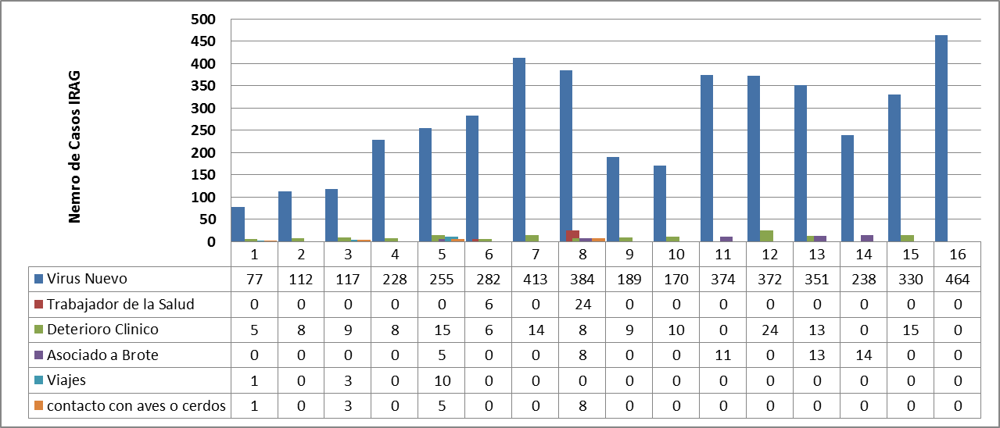 500
450
400
350
300
250
200
150
100
50
0
Nemro de Casos IRAG
1 2 3 4 5 6 7 8 9 10 11 12 13 14 15 16
Virus Nuevo 77 112 117 228 255 282 413 384 189 170 374 372 351 238 330 464
Trabajador de la Salud 0 0 0 0 0 6 0 24 0 0 0 0 0 0 0 0
Deterioro Clinico 5 8 9 8 15 6 14 8 9 10 0 24 13 0 15 0
Asociado a Brote 0 0 0 0 5 0 0 8 0 0 11 0 13 14 0 0
Viajes 1 0 3 0 10 0 0 0 0 0 0 0 0 0 0 0
contacto con aves o cerdos 1 0 3 0 5 0 0 8 0 0 0 0 0 0 0 0